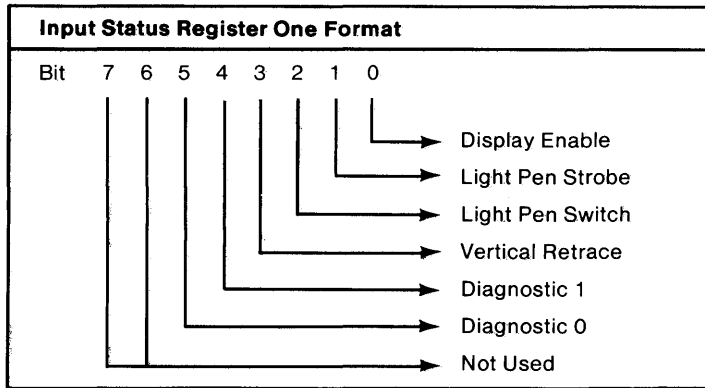 Input Status Register One Format
Bit 7 6 5 4 3 2 1 0
Display Enable
Light Pen Strobe
Light Pen Switch
Vertical Retrace
Diagnostic 1
Diagnostic 0
Not Used